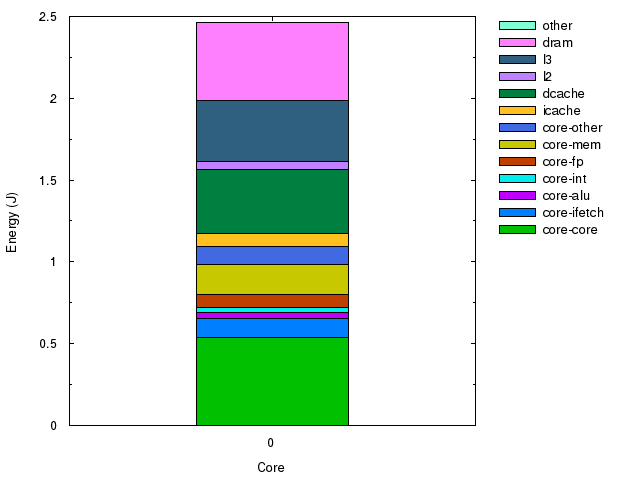 2.5
2
1.5
1
0.5
0
Energy (J)
0
Core
other
dram
l3
l2
dcache
icache
core-other
core-mem
core-fp
core-int
core-alu
core-ifetch
core-core